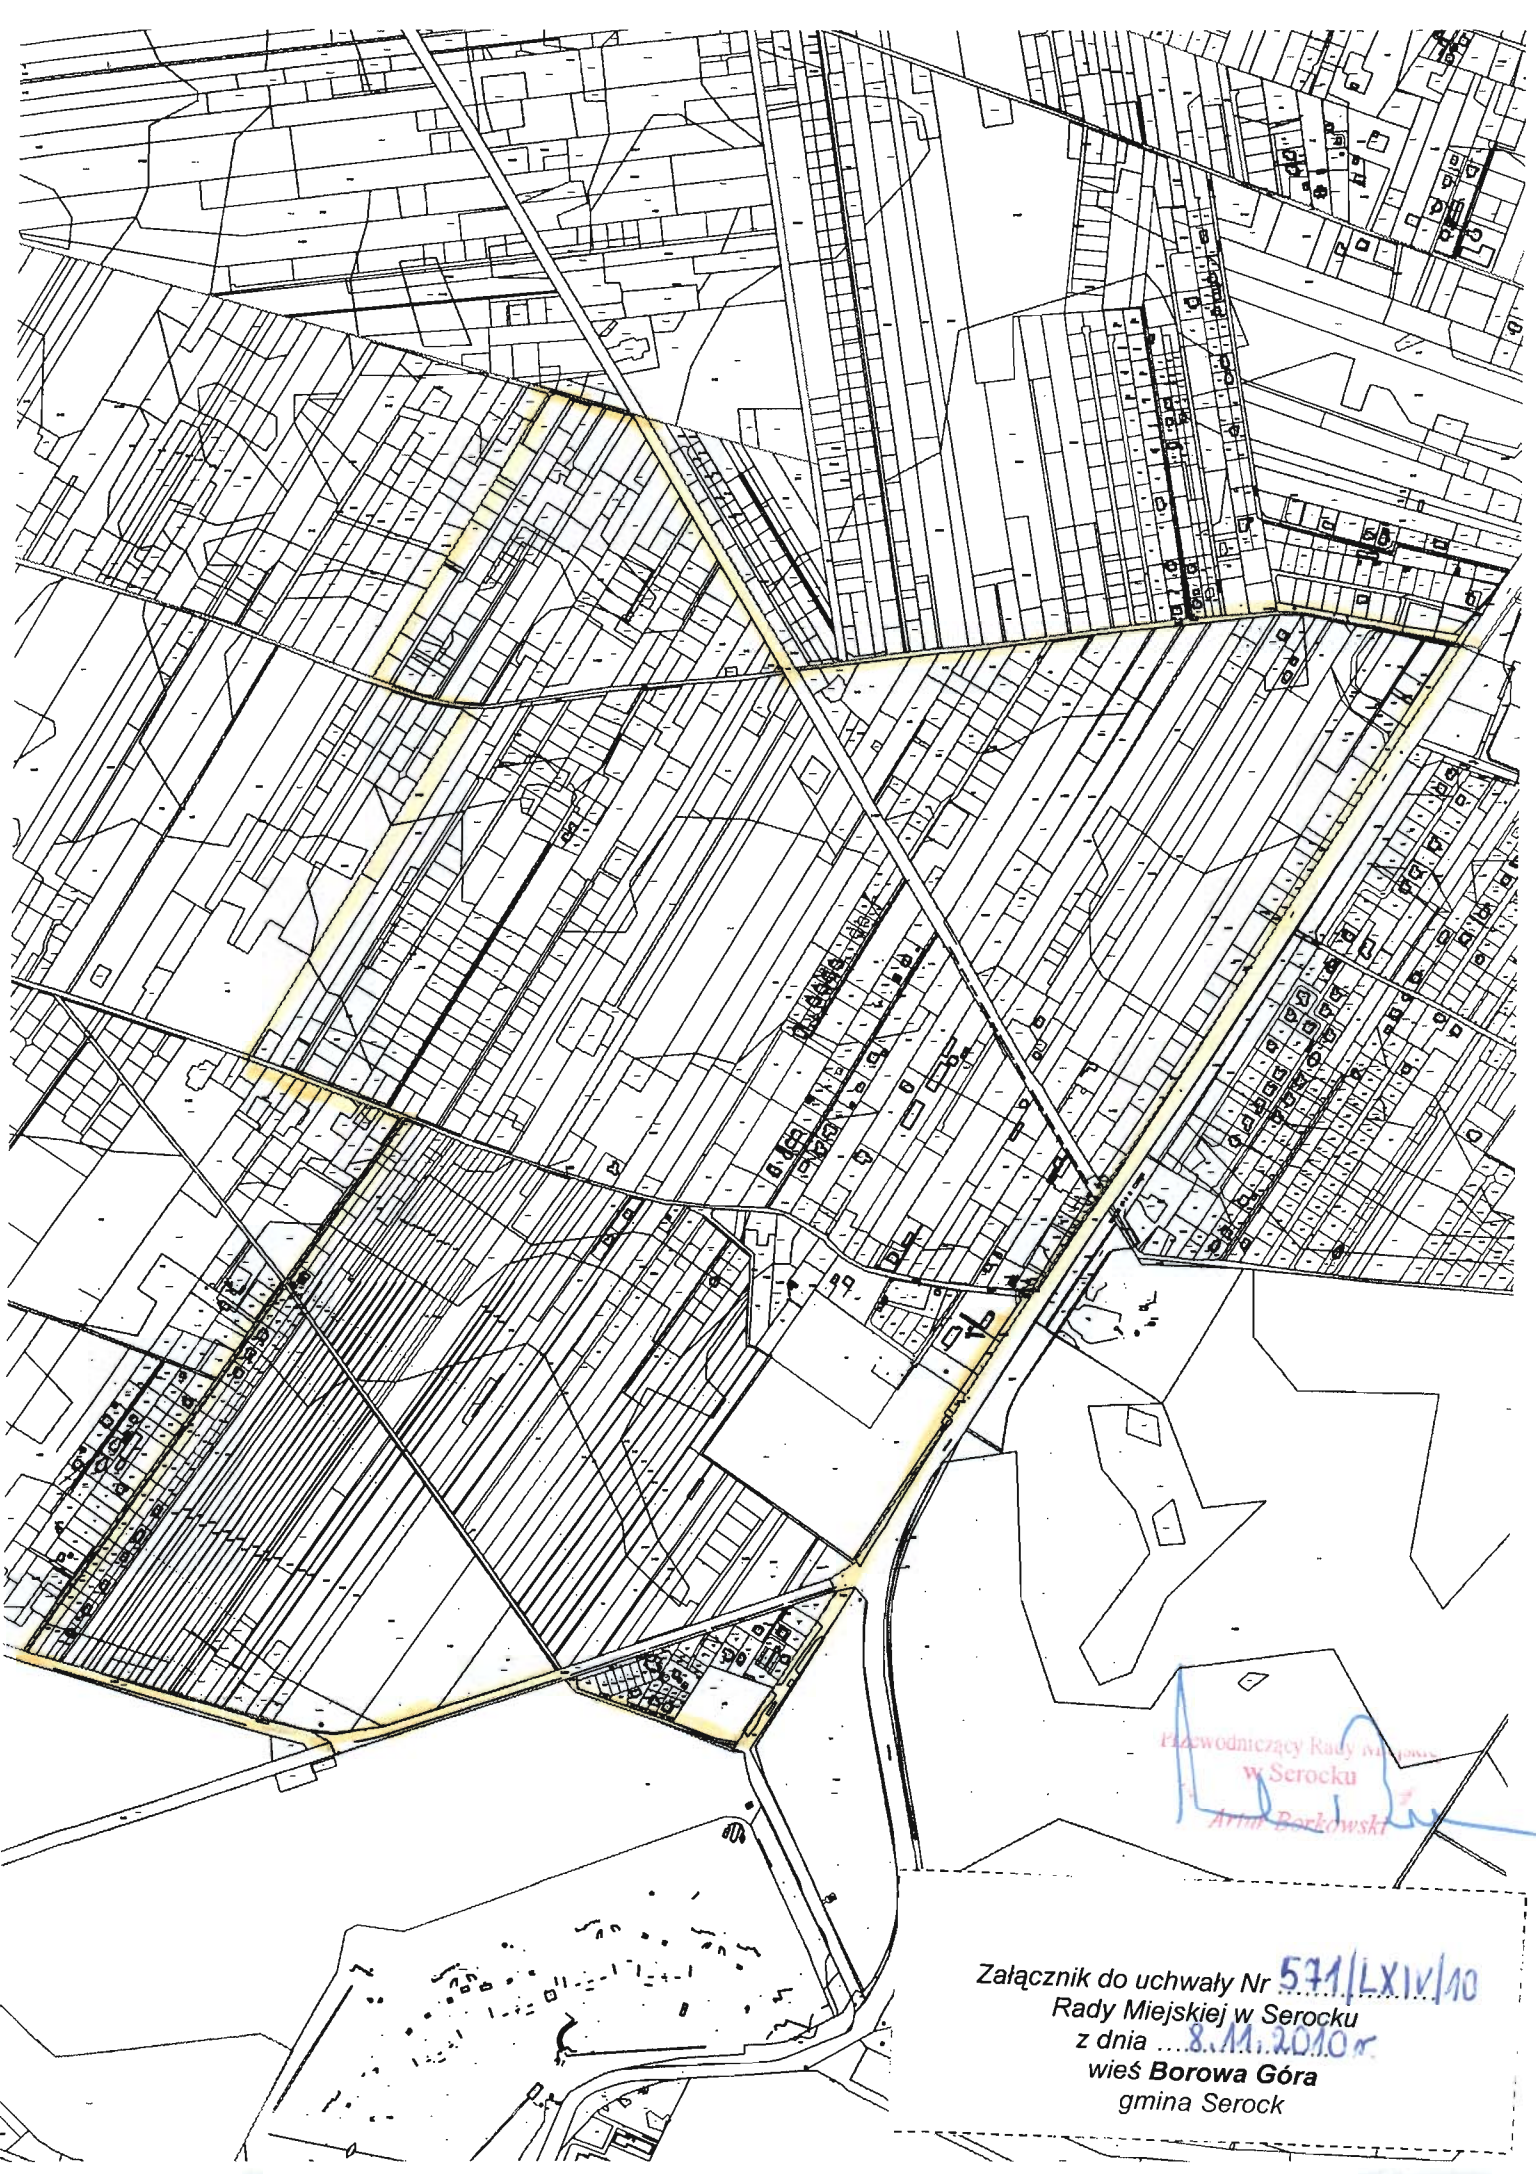 Przewodniczący Rady Miejskiej
w Serocku
Artur Borkowski
Załącznik do uchwały Nr 571/LXIV/10
Rady Miejskiej w Serocku
z dnia ....8.11.2010 r.
wieś Borowa Góra
gmina Serock